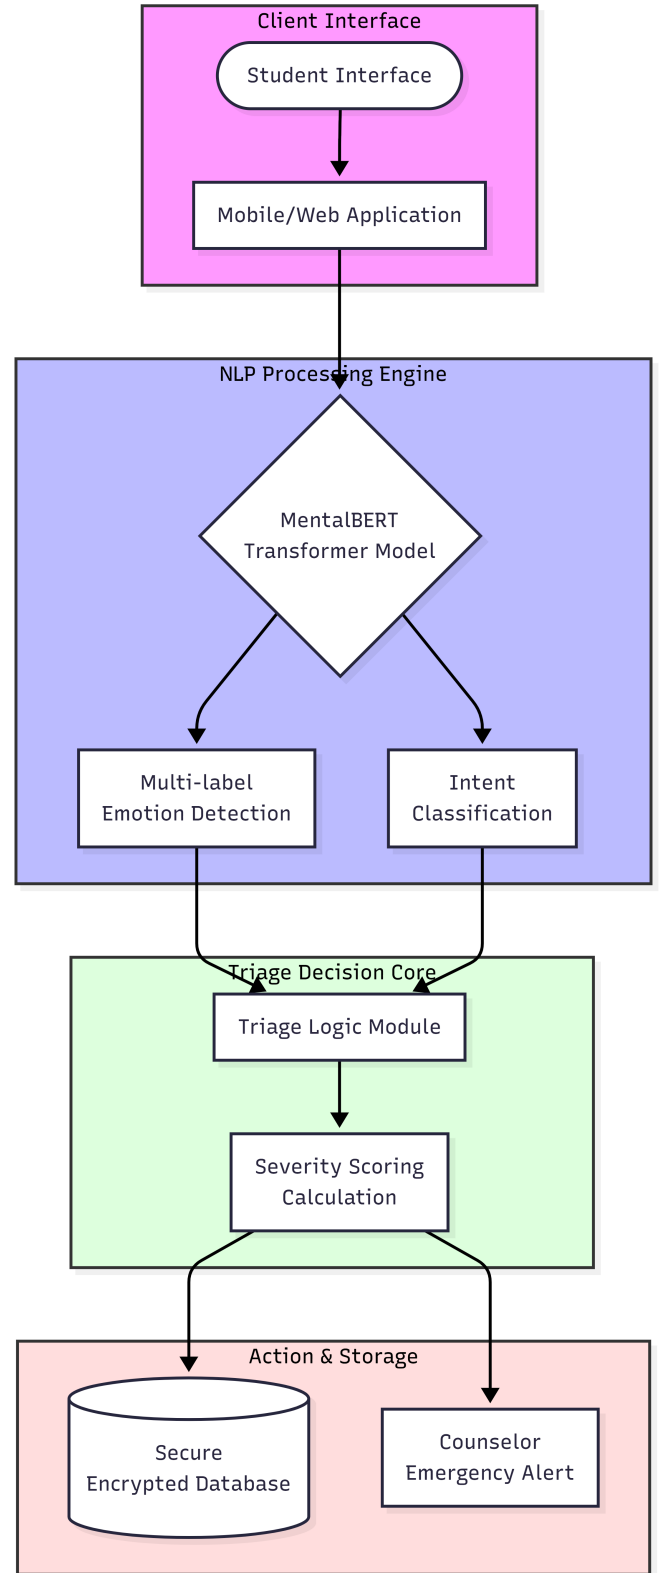 Client Interface
Student Interface
Mobile/Web Application
NLP Processing Engine
MentalBERT
Transformer Model
Multi-label
Emotion Detection
Intent
Classification
Triage Decision Core
Triage Logic Module
Severity Scoring
Calculation
Action & Storage
Secure
Encrypted Database
Counselor
Emergency Alert